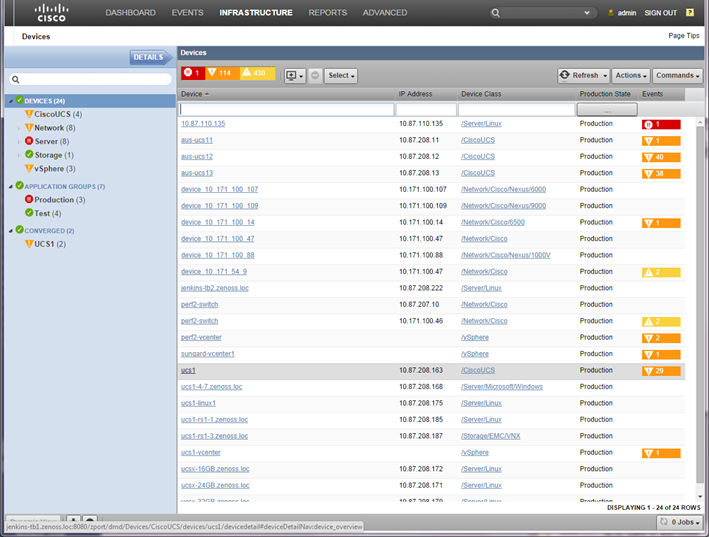 CISCO DASHBOARD EVENTS INFRASTRUCTURE REPORTS ADVANCED admin SIGN OUT ?
Devices Page Tips
DETAILS
DEVICES (24)
CiscoUCS (4)
Network (8)
Server (8)
Storage (1)
vSphere (3)
APPLICATION GROUPS (7)
Production (3)
Test (4)
CONVERGED (2)
UCS1 (2)
Devices
1 114 430 Select Refresh Actions Commands
Device IP Address Device Class Production State Events
...
10.87.110.135 10.87.110.135 /Server/Linux Production 1
aus-ucs11 10.87.208.11 /CiscoUCS Production 1
aus-ucs12 10.87.208.12 /CiscoUCS Production 40
aus-ucs13 10.87.208.13 /CiscoUCS Production 38
device_10_171_100_107 10.171.100.107 /Network/Cisco/Nexus/6000 Production
device_10_171_100_109 10.171.100.109 /Network/Cisco/Nexus/9000 Production
device_10_171_100_14 10.171.100.14 /Network/Cisco/6500 Production 1
device_10_171_100_47 10.171.100.47 /Network/Cisco Production
device_10_171_100_88 10.171.100.88 /Network/Cisco/Nexus/1000V Production
device_10_171_54_9 10.171.100.47 /Network/Cisco Production 2
jenkins-tb2.zenoss.loc 10.87.208.222 /Server/Linux Production
perf2-switch 10.87.207.10 /Network/Cisco Production
perf2-switch 10.171.100.46 /Network/Cisco Production 2
perf2-vcenter /vSphere Production 2
sungard-vcenter1 /vSphere Production 1
ucs1 10.87.208.163 /CiscoUCS Production 29
ucs1-4-7.zenoss.loc 10.87.208.168 /Server/Microsoft/Windows Production
ucs1-linux1 10.87.208.175 /Server/Linux Production
ucs1-rs1-1.zenoss.loc 10.87.208.185 /Server/Linux Production
ucs1-rs1-3.zenoss.loc 10.87.208.187 /Storage/EMC/VNX Production
ucs1-vcenter /vSphere Production 1
ucsx-16GB.zenoss.loc 10.87.208.172 /Server/Linux Production
ucsx-24GB.zenoss.loc 10.87.208.171 /Server/Linux Production
ucsx-32GB.zenoss.loc 10.87.208.170 /Server/Linux Production
DISPLAYING 1 - 24 of 24 ROWS
0 Jobs
jenkins-tb1.zenoss.loc:8080/zport/dmd/Devices/CiscoUCS/devices/ucs1/devicedetail#deviceDetailNav:device_overview